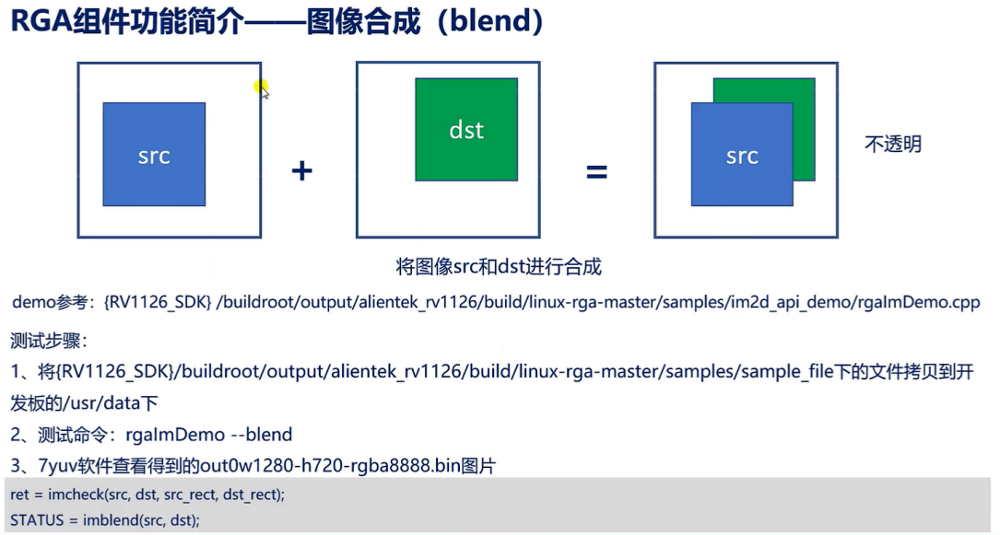 RGA组件功能简介——图像合成（blend）
src
+
dst
=
src
不透明
将图像src和dst进行合成
demo参考：{RV1126_SDK} /buildroot/output/alientek_rv1126/build/linux-rga-master/samples/im2d_api_demo/rgaImDemo.cpp
测试步骤：
1、将{RV1126_SDK}/buildroot/output/alientek_rv1126/build/linux-rga-master/samples/sample_file下的文件拷贝到开
发板的/usr/data下
2、测试命令：rgaImDemo --blend
3、7yuv软件查看得到的out0w1280-h720-rgba8888.bin图片
ret = imcheck(src, dst, src_rect, dst_rect);
STATUS = imblend(src, dst);